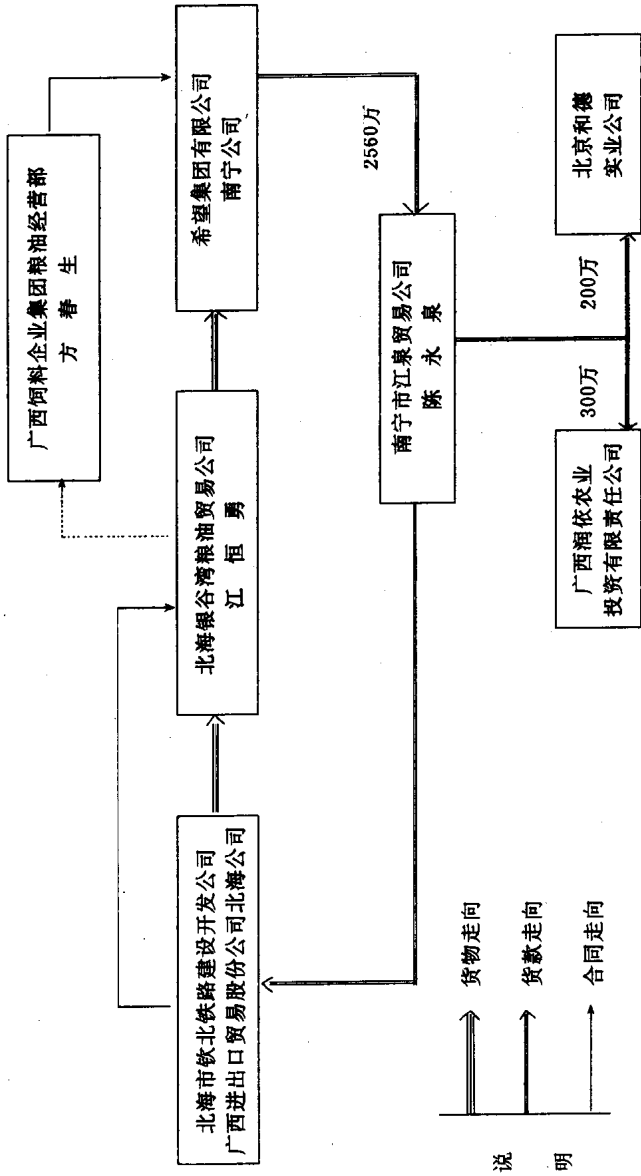 广西饲料企业集团粮油经营部
方春生
北海市钦北铁路建设开发公司
广西进出口贸易股份公司北海公司
北海银谷湾粮油贸易公司
江恒勇
希望集团有限公司
南宁公司
2560万
南宁市江泉贸易公司
陈永泉
300万
200万
广西润依农业
投资有限责任公司
北京和德
实业公司
说明
货物走向
货款走向
合同走向